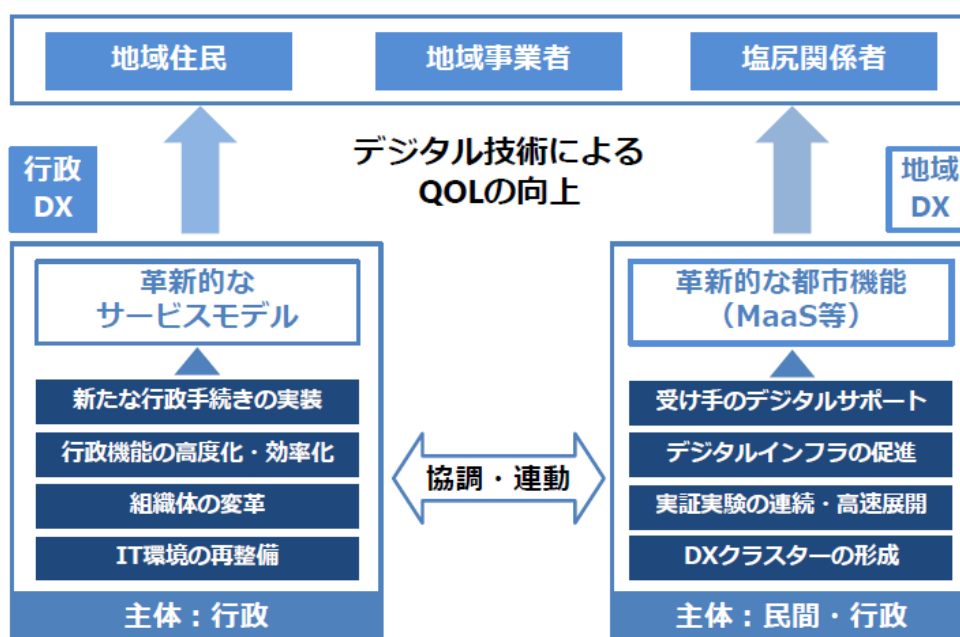 地域住民
地域事業者
塩尻関係者
デジタル技術による
QOLの向上
行政
DX
地域
DX
革新的な
サービスモデル
新たな行政手続きの実装
行政機能の高度化・効率化
組織体の変革
IT環境の再整備
主体：行政
協調・連動
革新的な都市機能
（MaaS等）
受け手のデジタルサポート
デジタルインフラの促進
実証実験の連続・高速展開
DXクラスターの形成
主体：民間・行政